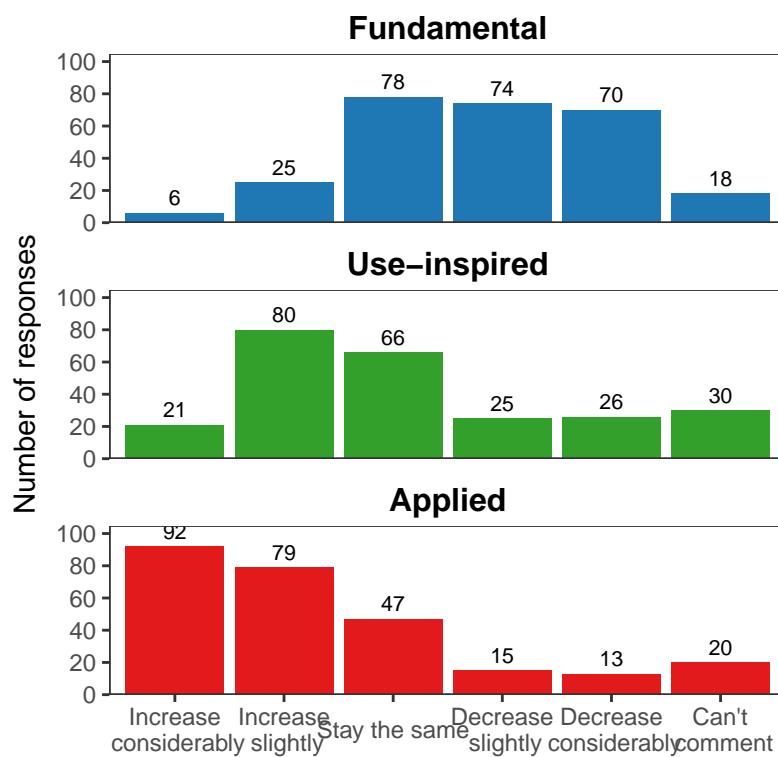 Fundamental
100
80
60
40
20
0
6
25
78
74
70
18
Number of responses
Use–inspired
100
80
60
40
20
0
21
80
66
25
26
30
Applied
100
80
60
40
20
0
92
79
47
15
13
20
Increase
considerably
Increase
slightly
Stay the same
Decrease
slightly
Decrease
considerably
Can't
comment